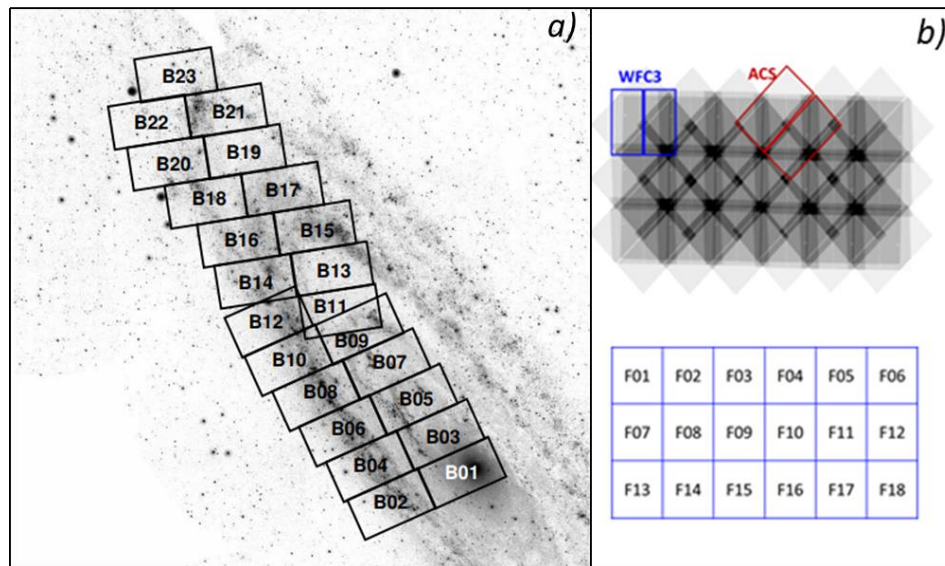 a)
B23
B22
B21
B20
B19
B18
B17
B16
B15
B14
B13
B12
B11
B10
B09
B08
B07
B06
B05
B04
B03
B02
B01
b)
WFC3
ACS
F01 F02 F03 F04 F05 F06
F07 F08 F09 F10 F11 F12
F13 F14 F15 F16 F17 F18